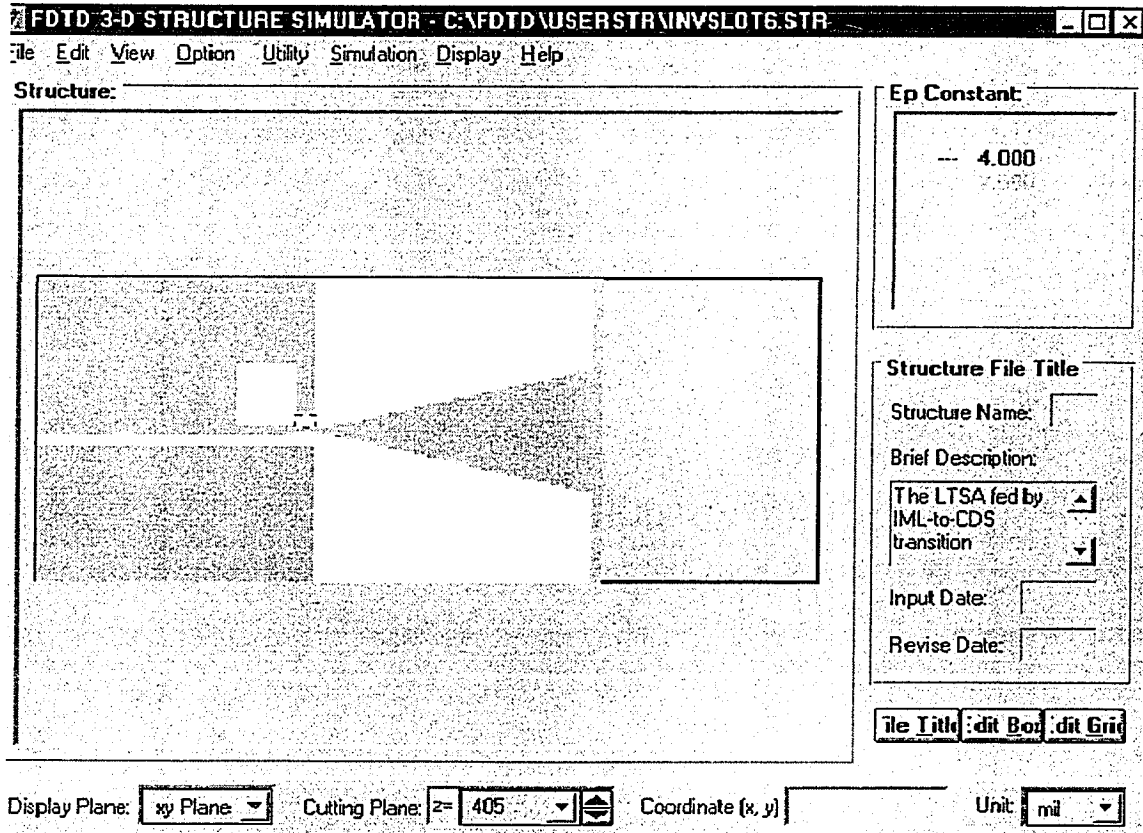 FDTD 3-D STRUCTURE SIMULATOR - C:\FDTD\USERSTR\INVSLOT6.STR
File Edit View Option Utility Simulation Display Help
Structure:
Ep Constant:
--- 4.000
Structure File Title
Structure Name:
Brief Description:
The LTSA fed by
IML-to-CDS
transition
Input Date:
Revise Date:
ile Title :dit Box :dit Grid
Display Plane: xy Plane Cutting Plane: z= 405 Coordinate (x, y) Unit: mil